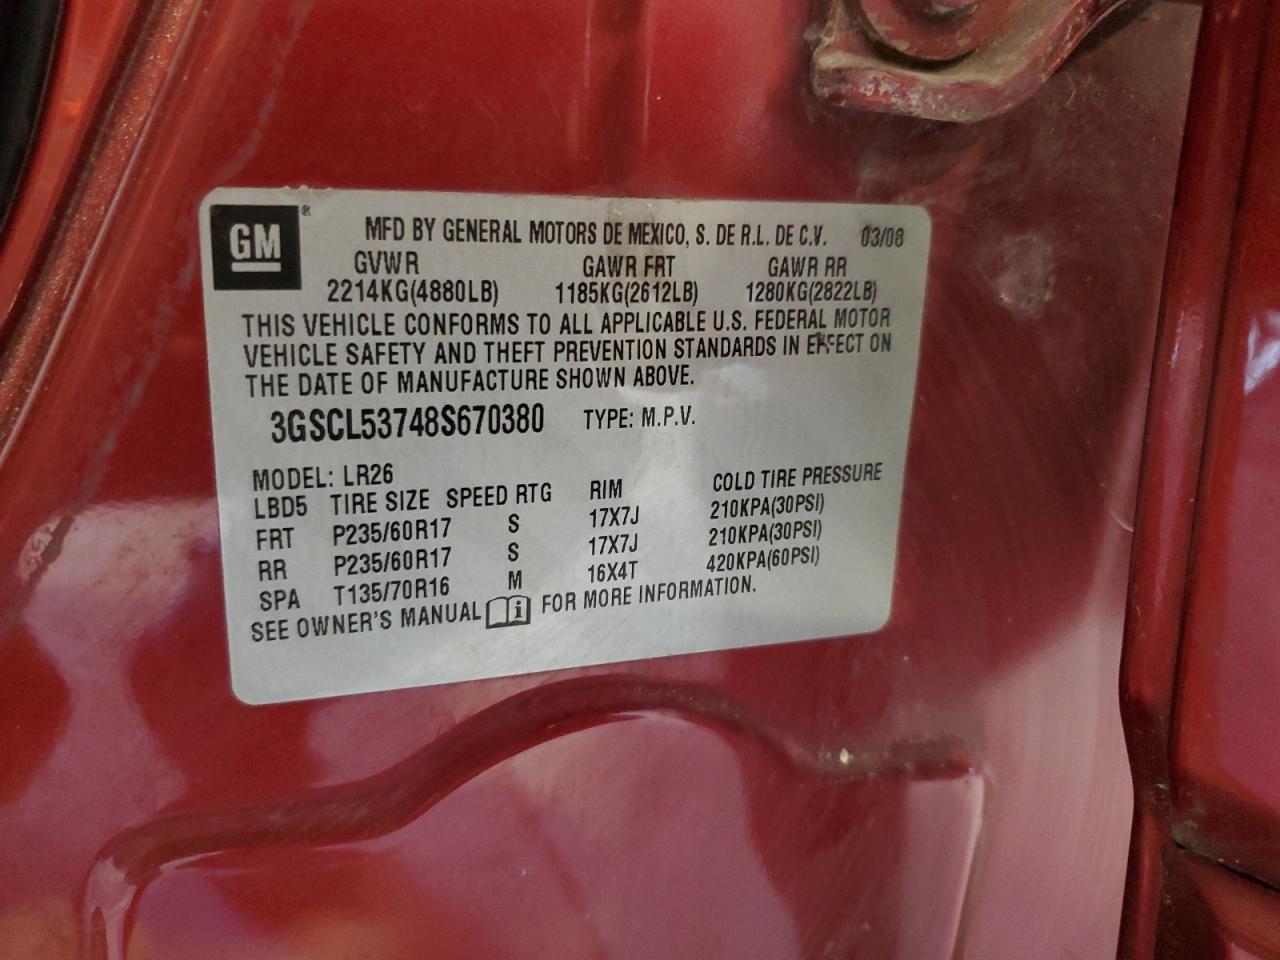 GM ® MFD BY GENERAL MOTORS DE MEXICO, S. DE R.L. DE C.V. 03/08
GVWR GAWR FRT GAWR RR
2214KG(4880LB) 1185KG(2612LB) 1280KG(2822LB)
THIS VEHICLE CONFORMS TO ALL APPLICABLE U.S. FEDERAL MOTOR
VEHICLE SAFETY AND THEFT PREVENTION STANDARDS IN EFFECT ON
THE DATE OF MANUFACTURE SHOWN ABOVE.
3GSCL53748S670380 TYPE: M.P.V.
MODEL: LR26
LBD5 TIRE SIZE SPEED RTG RIM COLD TIRE PRESSURE
FRT P235/60R17 S 17X7J 210KPA(30PSI)
RR P235/60R17 S 17X7J 210KPA(30PSI)
SPA T135/70R16 M 16X4T 420KPA(60PSI)
SEE OWNER'S MANUAL FOR MORE INFORMATION.